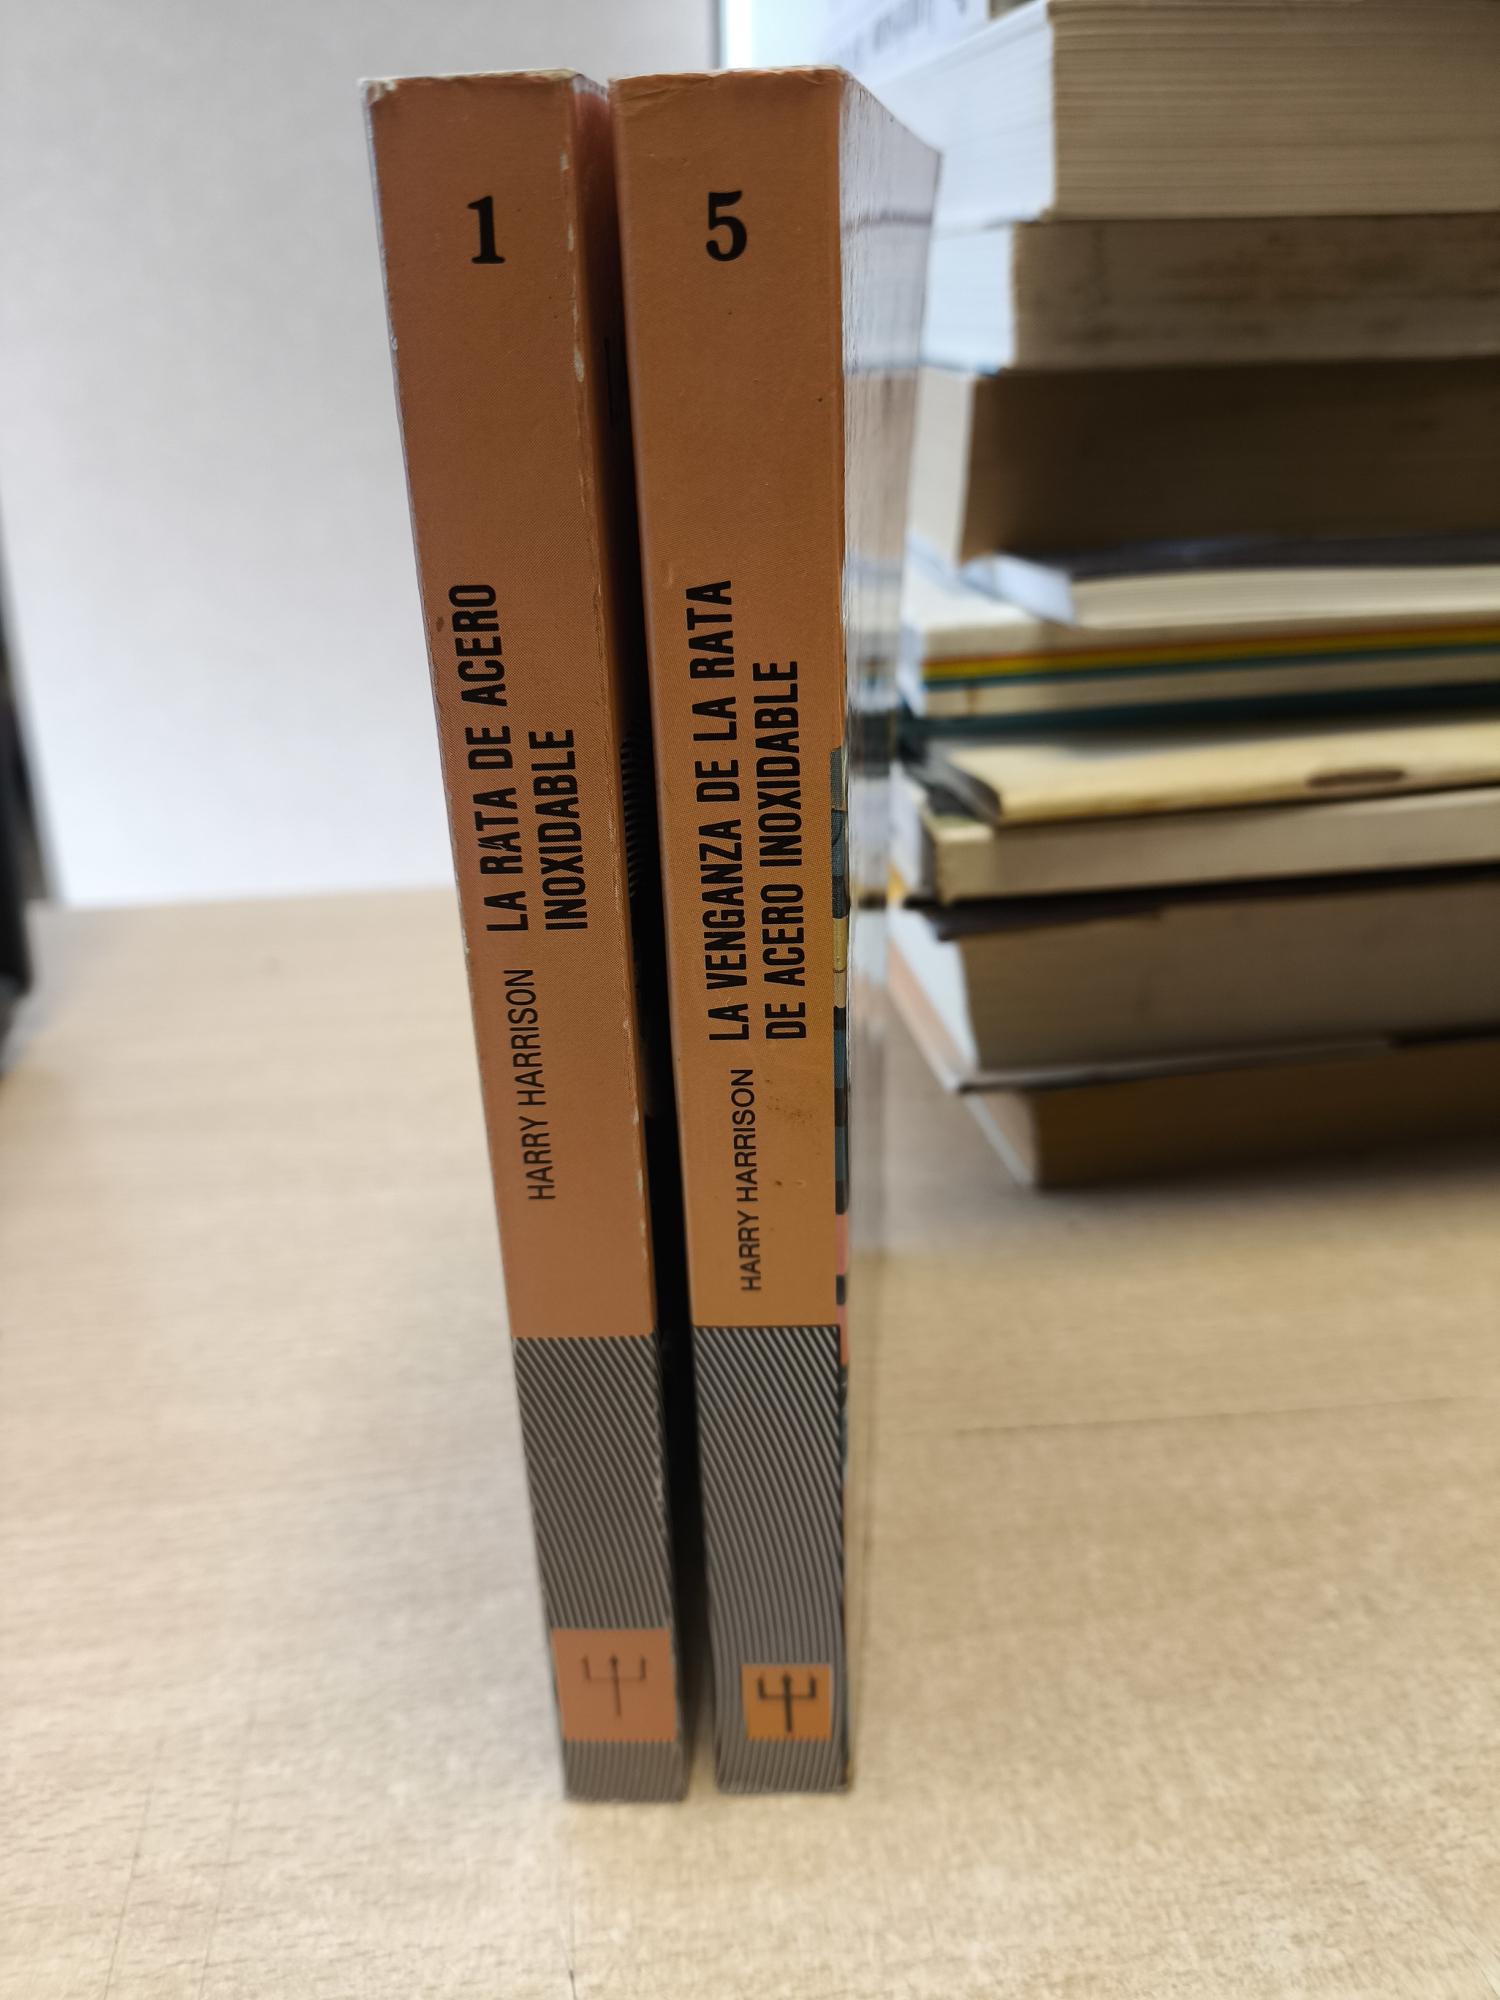 1
HARRY HARRISON LA RATA DE ACERO
INOXIDABLE
5
HARRY HARRISON LA VENGANZA DE LA RATA
DE ACERO INOXIDABLE